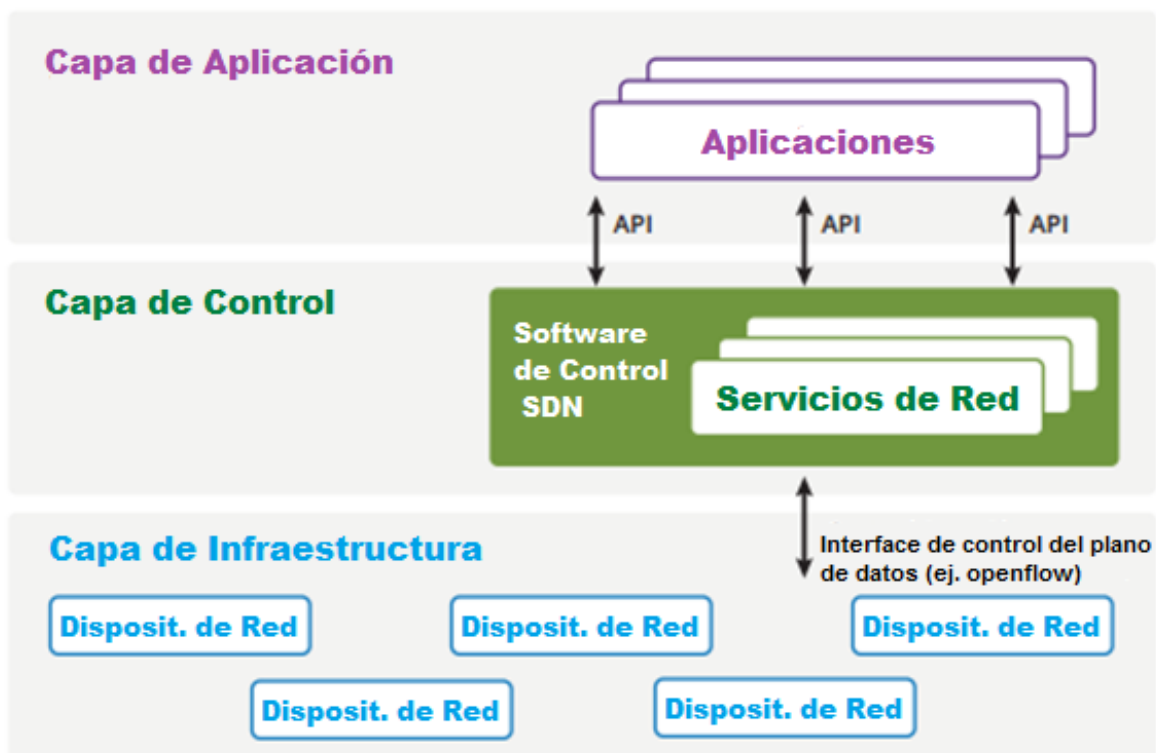 Capa de Aplicación
Aplicaciones
API
API
API
Capa de Control
Software
de Control
SDN
Servicios de Red
Capa de Infraestructura
Interface de control del plano
de datos (ej. openflow)
Disposit. de Red
Disposit. de Red
Disposit. de Red
Disposit. de Red
Disposit. de Red